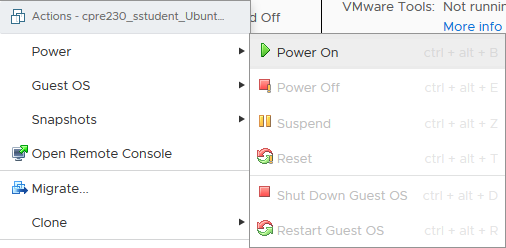 Actions - cpre230_sstudent_Ubunt...
d Off
VMware Tools: Not runnin
More info
Power
Power On ctrl + alt + B
Guest OS
Power Off ctrl + alt + E
Snapshots
Suspend ctrl + alt + Z
Open Remote Console
Reset ctrl + alt + T
Migrate...
Shut Down Guest OS ctrl + alt + D
Clone
Restart Guest OS ctrl + alt + R